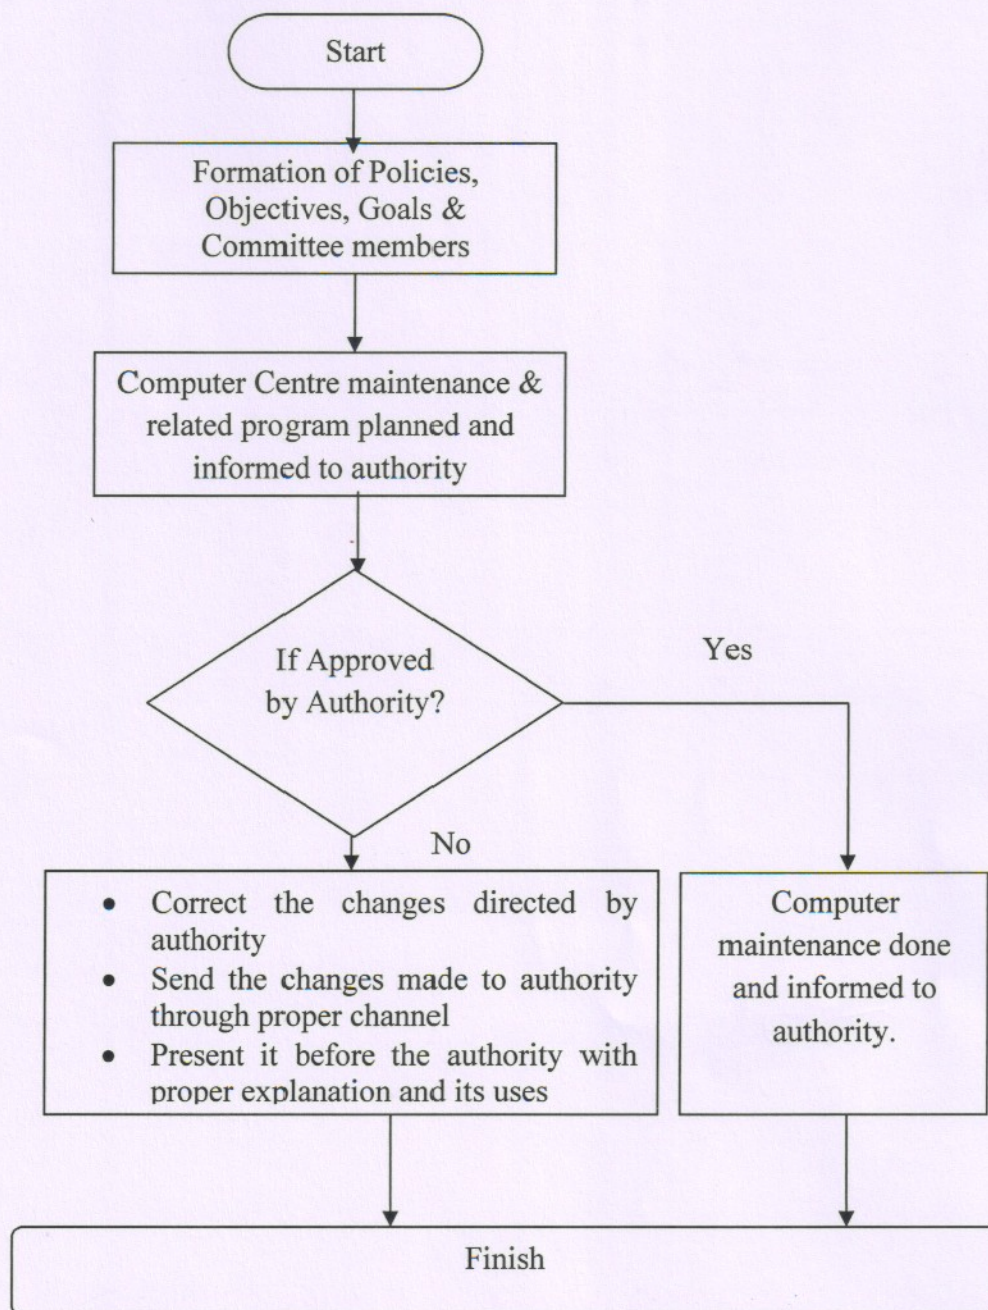 Start
Formation of Policies,
Objectives, Goals &
Committee members
Computer Centre maintenance &
related program planned and
informed to authority
If Approved
by Authority?
Yes
No
• Correct the changes directed by
authority
• Send the changes made to authority
through proper channel
• Present it before the authority with
proper explanation and its uses
Computer
maintenance done
and informed to
authority.
Finish